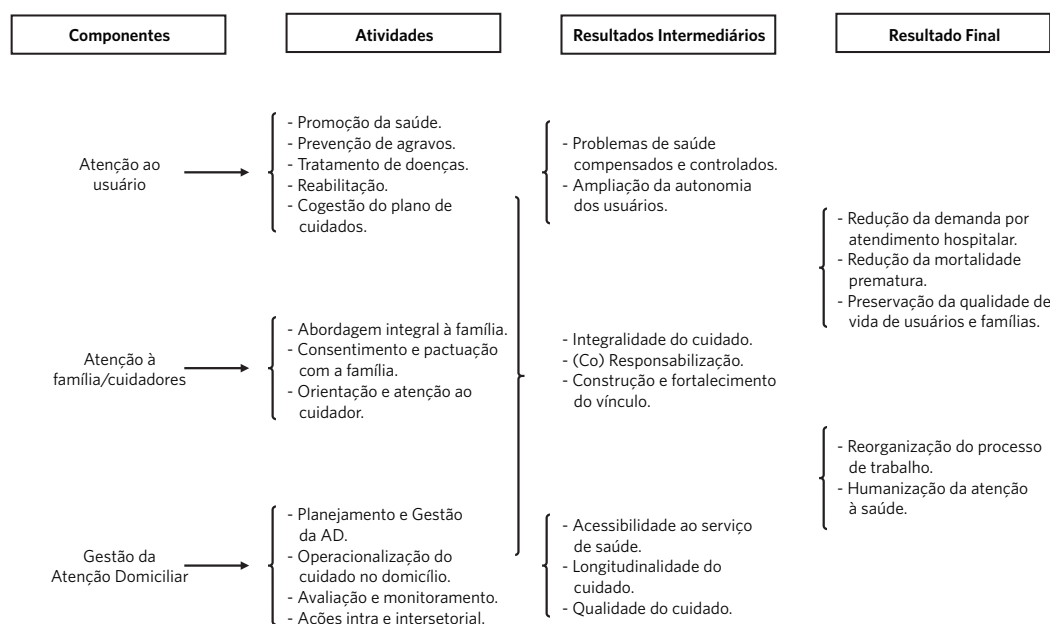 Componentes
Atividades
Resultados Intermediários
Resultado Final
Atenção ao
usuário
- Promoção da saúde.
- Prevenção de agravos.
- Tratamento de doenças.
- Reabilitação.
- Cogestão do plano de
cuidados.
- Problemas de saúde
compensados e controlados.
- Ampliação da autonomia
dos usuários.
- Redução da demanda por
atendimento hospitalar.
- Redução da mortalidade
prematura.
- Preservação da qualidade de
vida de usuários e famílias.
Atenção à
família/cuidadores
- Abordagem integral à família.
- Consentimento e pactuação
com a família.
- Orientação e atenção ao
cuidador.
- Integralidade do cuidado.
- (Co) Responsabilização.
- Construção e fortalecimento
do vínculo.
- Reorganização do processo
de trabalho.
- Humanização da atenção
à saúde.
Gestão da
Atenção Domiciliar
- Planejamento e Gestão
da AD.
- Operacionalização do
cuidado no domicílio.
- Avaliação e monitoramento.
- Ações intra e intersetorial.
- Acessibilidade ao serviço
de saúde.
- Longitudinalidade do
cuidado.
- Qualidade do cuidado.